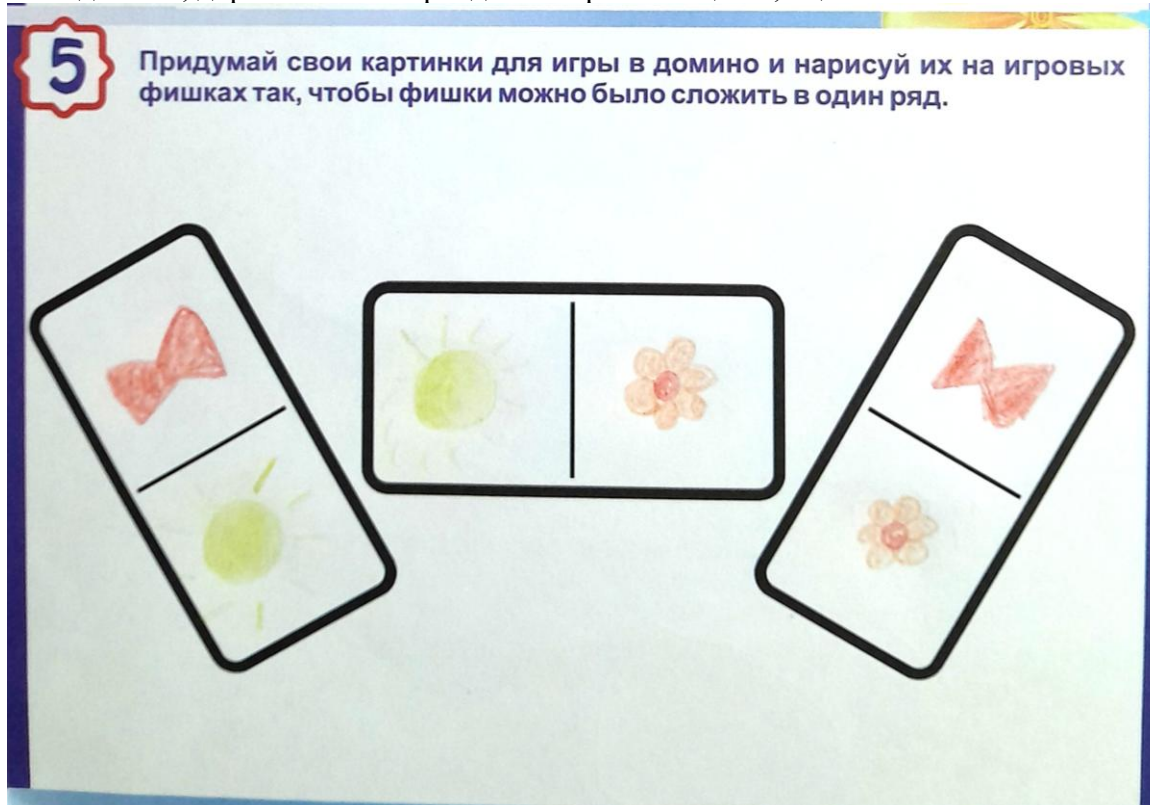 5
Придумай свои картинки для игры в домино и нарисуй их на игровых
фишках так, чтобы фишки можно было сложить в один ряд.